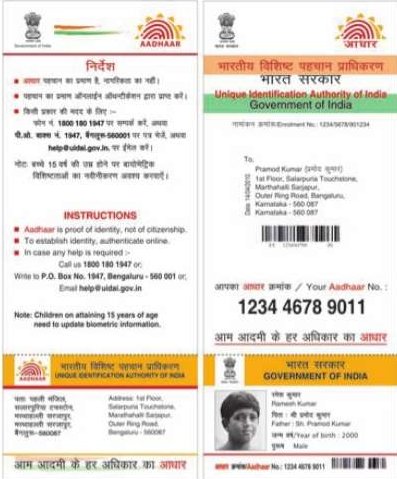 Government of India
AADHAAR
निर्देश
आधार पहचान का प्रमाण है, नागरिकता का नहीं।
पहचान का प्रमाण ऑनलाईन ऑथन्टीकेशन द्वारा प्राप्त करें।
किसी प्रकार की मदद के लिए :-
फोन नं. 1800 180 1947 पर सम्पर्क करें, अथवा
पी.ओ. बाक्स नं. 1947, बैंगलूरू-560001 पर पत्र भेजें, अथवा
help@uidai.gov.in. पर ईमेल करें।
नोट: बच्चे 15 वर्ष की उम्र होने पर बायोमेट्रिक
विशिष्टताओं का नवीनीकरण अवश्य करवाएँ।
INSTRUCTIONS
Aadhaar is proof of identity, not of citizenship.
To establish identity, authenticate online.
In case any help is required :-
Call us 1800 180 1947 or;
Write to P.O. Box No. 1947, Bengaluru - 560 001 or;
Email help@uidai.gov.in
Note: Children on attaining 15 years of age
need to update biometric information.
AADHAAR
भारतीय विशिष्ट पहचान प्राधिकरण
UNIQUE IDENTIFICATION AUTHORITY OF INDIA
पता: पहली मंजिल,
सालारपुरिया टचस्टोन,
मराथाहल्ली सरजापूर,
बैंगलूरू-560087
Address: 1st Floor,
Salarpuria Touchstone,
Marathahalli Sarjapur,
Outer Ring Road,
Bengaluru - 560087
आम आदमी के हर अधिकार का आधार
भारत सरकार
आधार
भारतीय विशिष्ट पहचान प्राधिकरण
भारत सरकार
Unique Identification Authority of India
Government of India
नामांकन क्रमांक/Enrolment No.: 1234/5678/901234
To,
Pramod Kumar (प्रमोद कुमार)
1st Floor, Salarpuria Touchstone,
Marthahalli Sarjapur,
Outer Ring Road, Bengaluru,
Karnataka - 560 087
Karnataka - 560 087
आपका आधार क्रमांक / Your Aadhaar No. :
1234 4678 9011
आम आदमी के हर अधिकार का आधार
भारत सरकार
GOVERNMENT OF INDIA
रमेश कुमार
Ramesh Kumar
पिता : श्री प्रमोद कुमार
Father : Sh. Pramod Kumar
जन्म वर्ष/Year of birth : 2000
पुरूष Male
आधार क्रमांक/Aadhaar No.: 1234 4678 9011